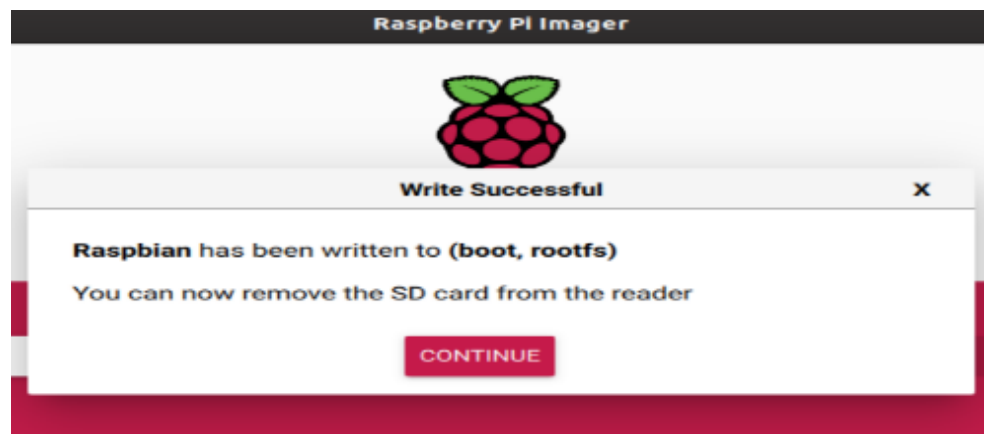 Raspberry Pi Imager
Write Successful
X
Raspbian has been written to (boot, rootfs)
You can now remove the SD card from the reader
CONTINUE